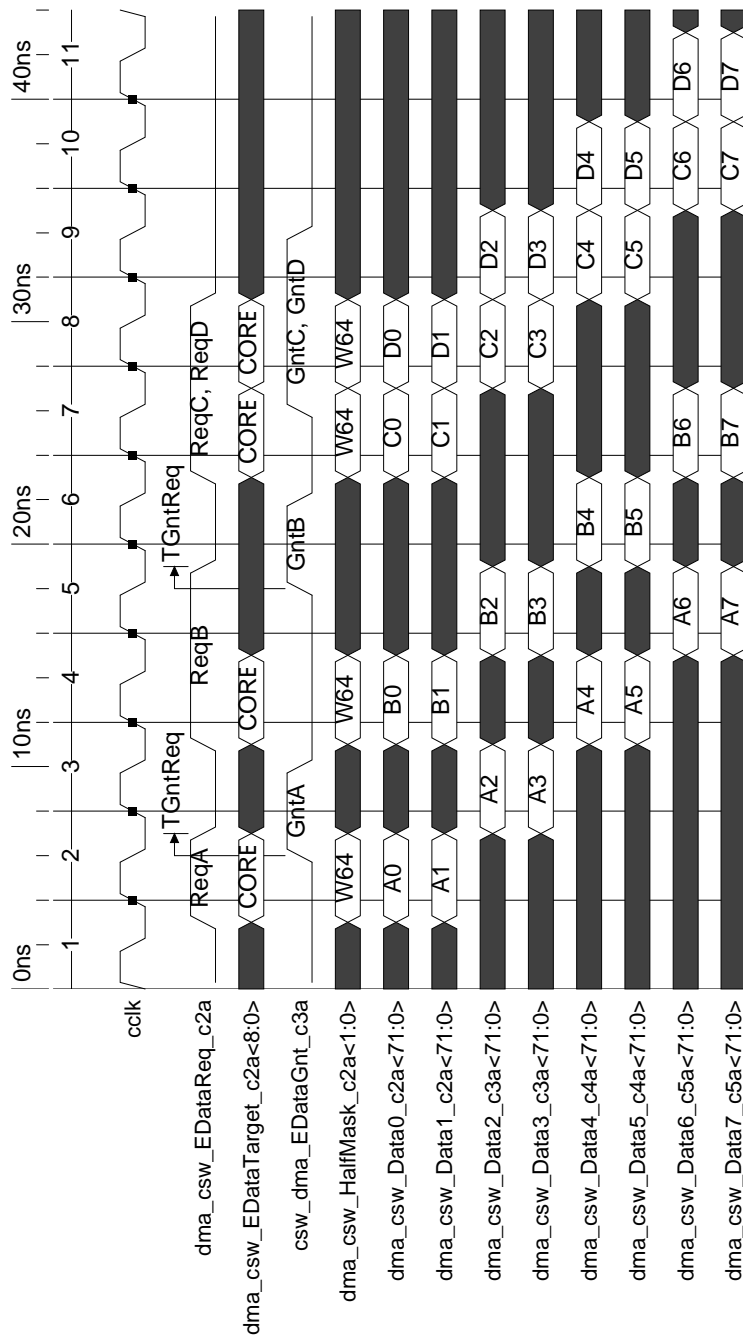 0ns 10ns 20ns 30ns 40ns
1 2 3 4 5 6 7 8 9 10 11
cclk
TGntReq TGntReq
dma_csw_EDataReq_c2a ReqA ReqB ReqC, ReqD
dma_csw_EDataTarget_c2a<8:0> CORE CORE CORE CORE
csw_dma_EDataGnt_c3a GntA GntB GntC, GntD
dma_csw_HalfMask_c2a<1:0> W64 W64 W64 W64
dma_csw_Data0_c2a<71:0> A0 B0 C0 D0
dma_csw_Data1_c2a<71:0> A1 B1 C1 D1
dma_csw_Data2_c3a<71:0> A2 B2 C2 D2
dma_csw_Data3_c3a<71:0> A3 B3 C3 D3
dma_csw_Data4_c4a<71:0> A4 B4 C4 D4
dma_csw_Data5_c4a<71:0> A5 B5 C5 D5
dma_csw_Data6_c5a<71:0> A6 B6 C6 D6
dma_csw_Data7_c5a<71:0> A7 B7 C7 D7